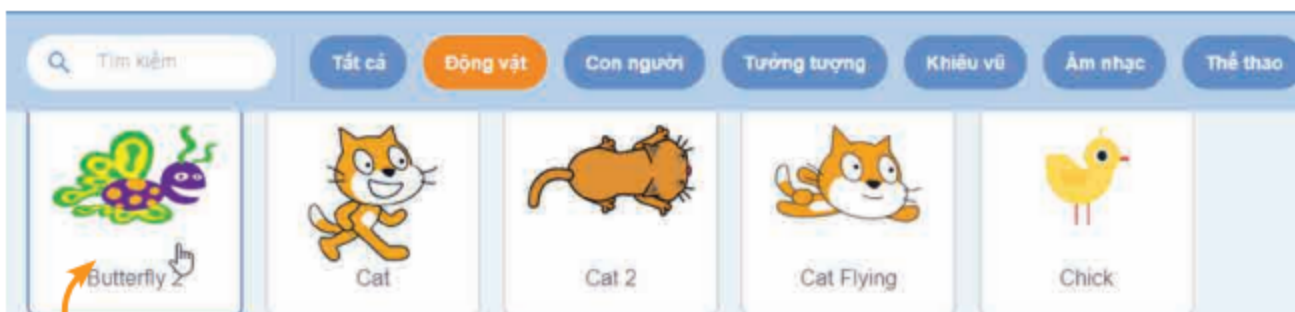 Tìm kiếm Tất cả Động vật Con người Tưởng tượng Khiêu vũ Âm nhạc Thể thao
Butterfly 2 Cat Cat 2 Cat Flying Chick